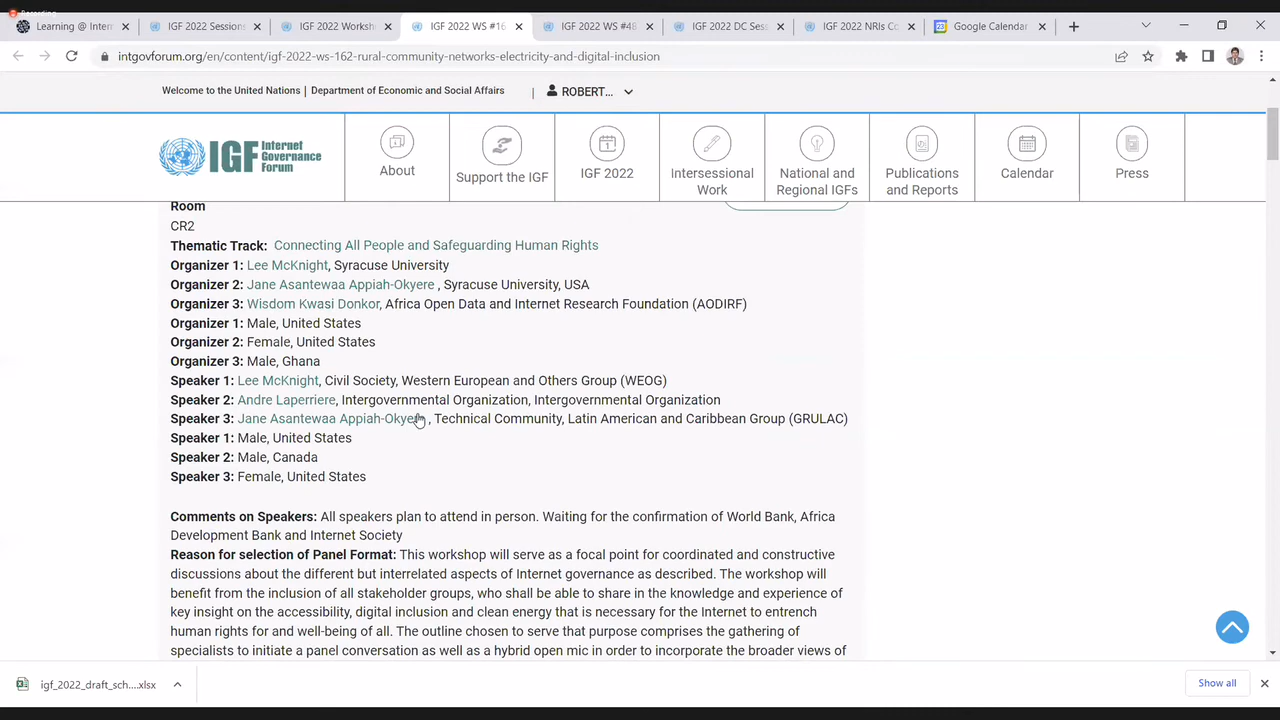 Recording
Learning @ Intern
IGF 2022 Sessions
IGF 2022 Worksh
IGF 2022 WS #16
IGF 2022 WS #48
IGF 2022 DC Sess
IGF 2022 NRIs Co
Google Calendar
intgovforum.org/en/content/igf-2022-ws-162-rural-community-networks-electricity-and-digital-inclusion
Welcome to the United Nations | Department of Economic and Social Affairs | ROBERT...
IGF Internet Governance Forum
About
Support the IGF
IGF 2022
Intersessional Work
National and Regional IGFs
Publications and Reports
Calendar
Press
Room
CR2
Thematic Track: Connecting All People and Safeguarding Human Rights
Organizer 1: Lee McKnight, Syracuse University
Organizer 2: Jane Asantewaa Appiah-Okyere , Syracuse University, USA
Organizer 3: Wisdom Kwasi Donkor, Africa Open Data and Internet Research Foundation (AODIRF)
Organizer 1: Male, United States
Organizer 2: Female, United States
Organizer 3: Male, Ghana
Speaker 1: Lee McKnight, Civil Society, Western European and Others Group (WEOG)
Speaker 2: Andre Laperriere, Intergovernmental Organization, Intergovernmental Organization
Speaker 3: Jane Asantewaa Appiah-Okyere , Technical Community, Latin American and Caribbean Group (GRULAC)
Speaker 1: Male, United States
Speaker 2: Male, Canada
Speaker 3: Female, United States
Comments on Speakers: All speakers plan to attend in person. Waiting for the confirmation of World Bank, Africa
Development Bank and Internet Society
Reason for selection of Panel Format: This workshop will serve as a focal point for coordinated and constructive
discussions about the different but interrelated aspects of Internet governance as described. The workshop will
benefit from the inclusion of all stakeholder groups, who shall be able to share in the knowledge and experience of
key insight on the accessibility, digital inclusion and clean energy that is necessary for the Internet to entrench
human rights for and well-being of all. The outline chosen to serve that purpose comprises the gathering of
specialists to initiate a panel conversation as well as a hybrid open mic in order to incorporate the broader views of
igf_2022_draft_sch....xlsx
Show all